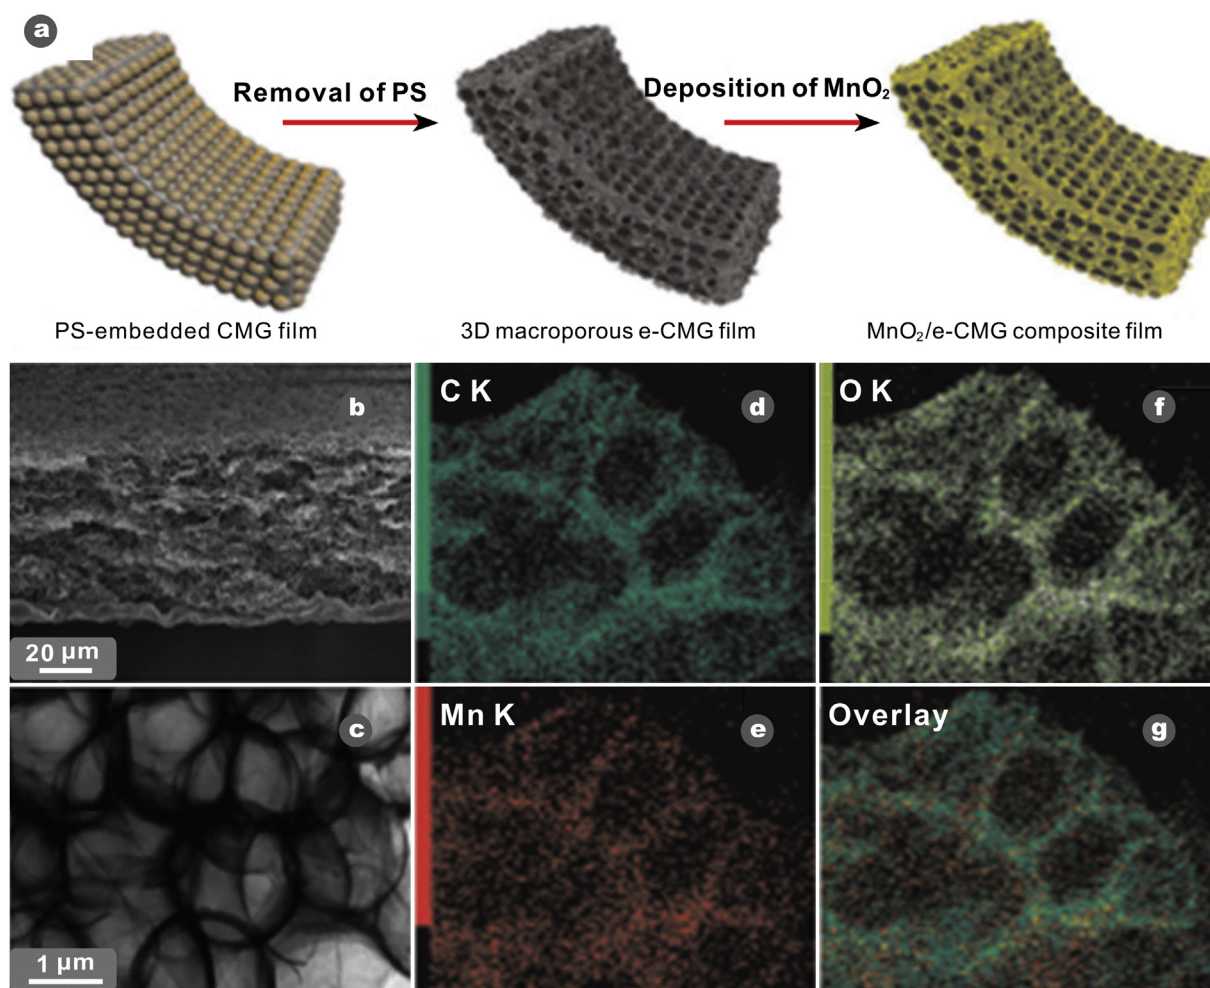 a
Removal of PS
Deposition of MnO₂
PS-embedded CMG film
3D macroporous e-CMG film
MnO₂/e-CMG composite film
b
20 μm
C K
d
O K
f
c
1 μm
Mn K
e
Overlay
g